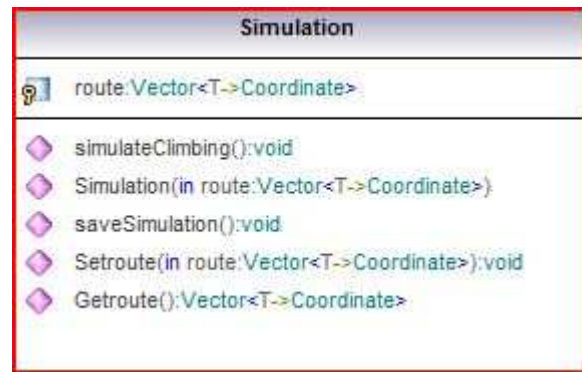 Simulation
route:Vector<T->Coordinate>
simulateClimbing():void
Simulation(in route:Vector<T->Coordinate>)
saveSimulation():void
Setroute(in route:Vector<T->Coordinate>):void
Getroute():Vector<T->Coordinate>